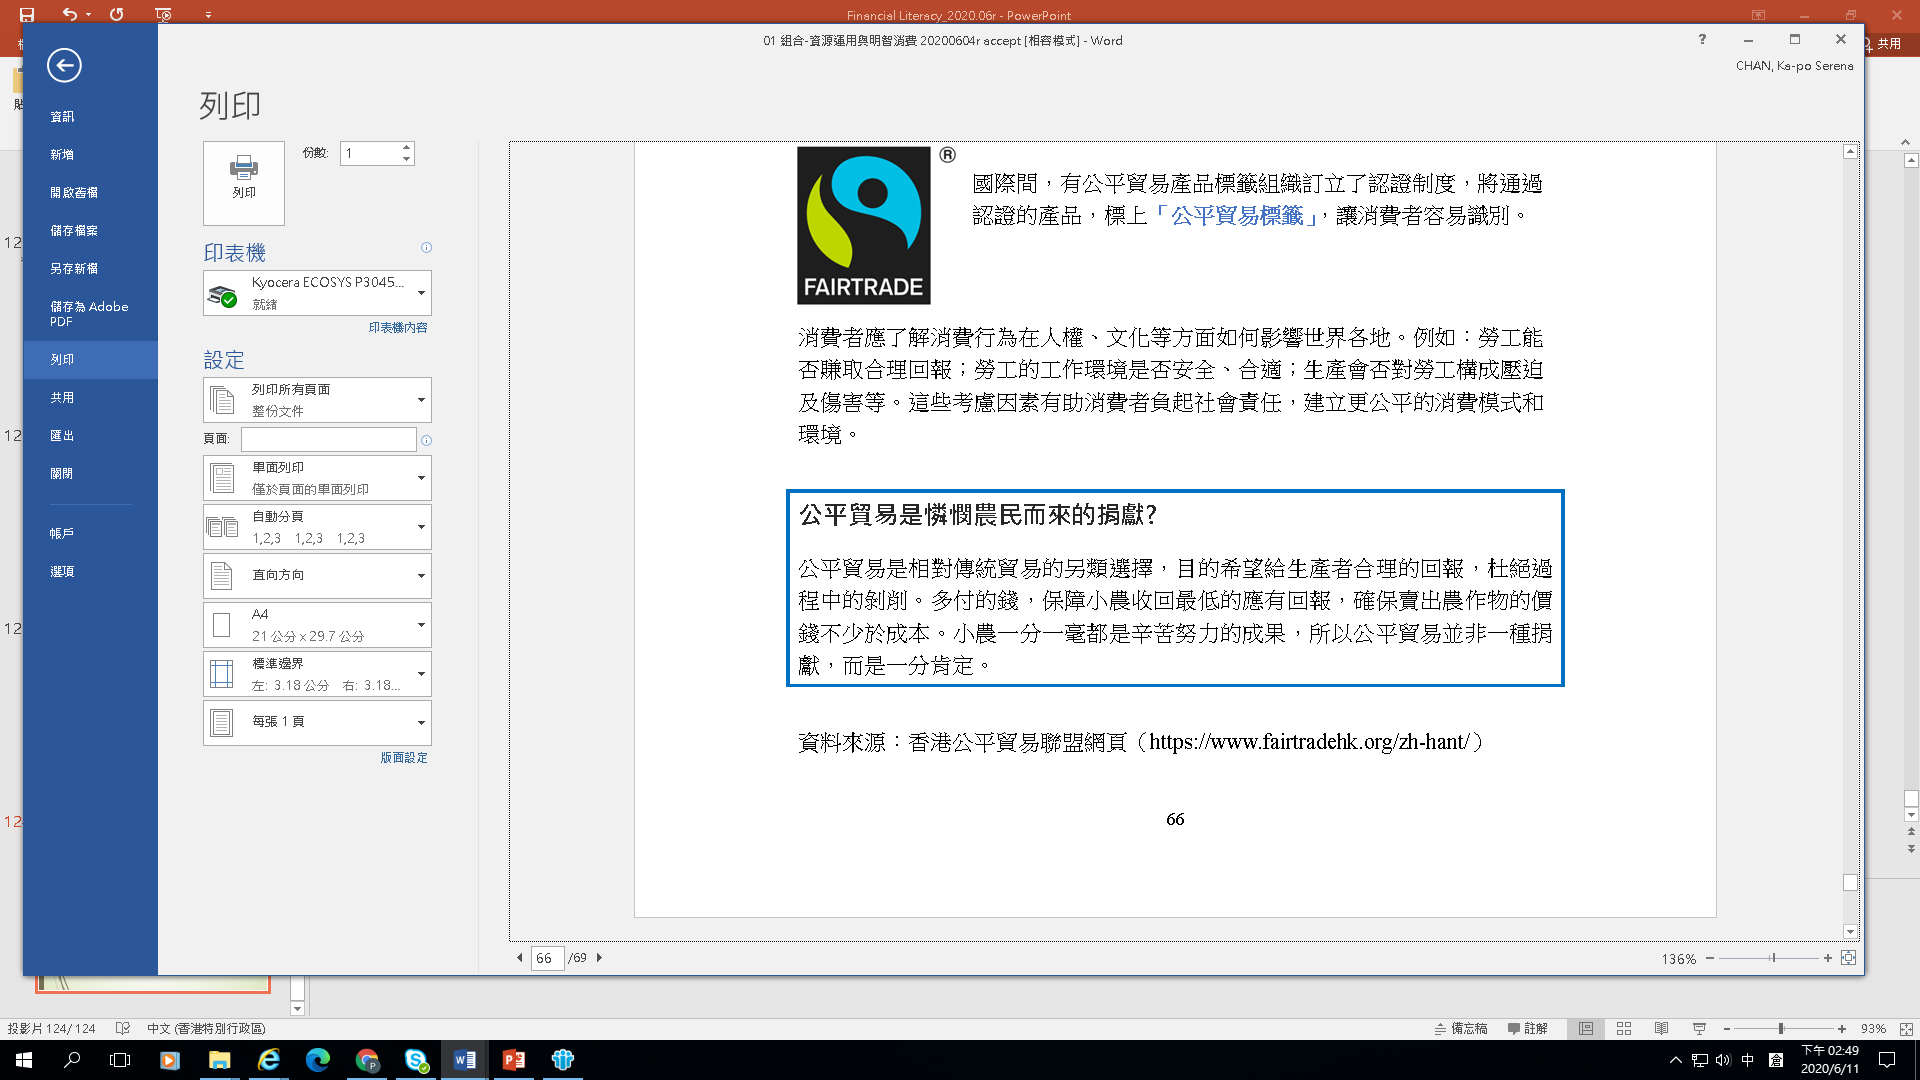 Financial Literacy_2020.06r - PowerPoint
共用
01 組合-資源運用與明智消費 20200604r accept [相容模式] - Word
CHAN, Ka-po Serena
資訊
新增
開啟舊檔
儲存檔案
另存新檔
儲存為 Adobe
PDF
列印
共用
匯出
關閉
帳戶
選項
列印
列印
份數:
1
印表機
Kyocera ECOSYS P3045...
就緒
印表機內容
設定
列印所有頁面
整份文件
頁面:
單面列印
僅於頁面的單面列印
自動分頁
1,2,3 1,2,3 1,2,3
直向方向
A4
21 公分 x 29.7 公分
標準邊界
左: 3.18 公分 右: 3.18...
每張 1 頁
版面設定
FAIRTRADE
®
國際間，有公平貿易產品標籤組織訂立了認證制度，將通過
認證的產品，標上「公平貿易標籤」，讓消費者容易識別。
消費者應了解消費行為在人權、文化等方面如何影響世界各地。例如：勞工能
否賺取合理回報；勞工的工作環境是否安全、合適；生產會否對勞工構成壓迫
及傷害等。這些考慮因素有助消費者負起社會責任，建立更公平的消費模式和
環境。
公平貿易是憐憫農民而來的捐獻?
公平貿易是相對傳統貿易的另類選擇，目的希望給生產者合理的回報，杜絕過
程中的剝削。多付的錢，保障小農收回最低的應有回報，確保賣出農作物的價
錢不少於成本。小農一分一毫都是辛苦努力的成果，所以公平貿易並非一種捐
獻，而是一分肯定。
資料來源：香港公平貿易聯盟網頁（https://www.fairtradehk.org/zh-hant/）
66
66 /69
136%
投影片 124/ 124
中文 (香港特別行政區)
備忘稿
註解
93%
中
倉
下午 02:49
2020/6/11